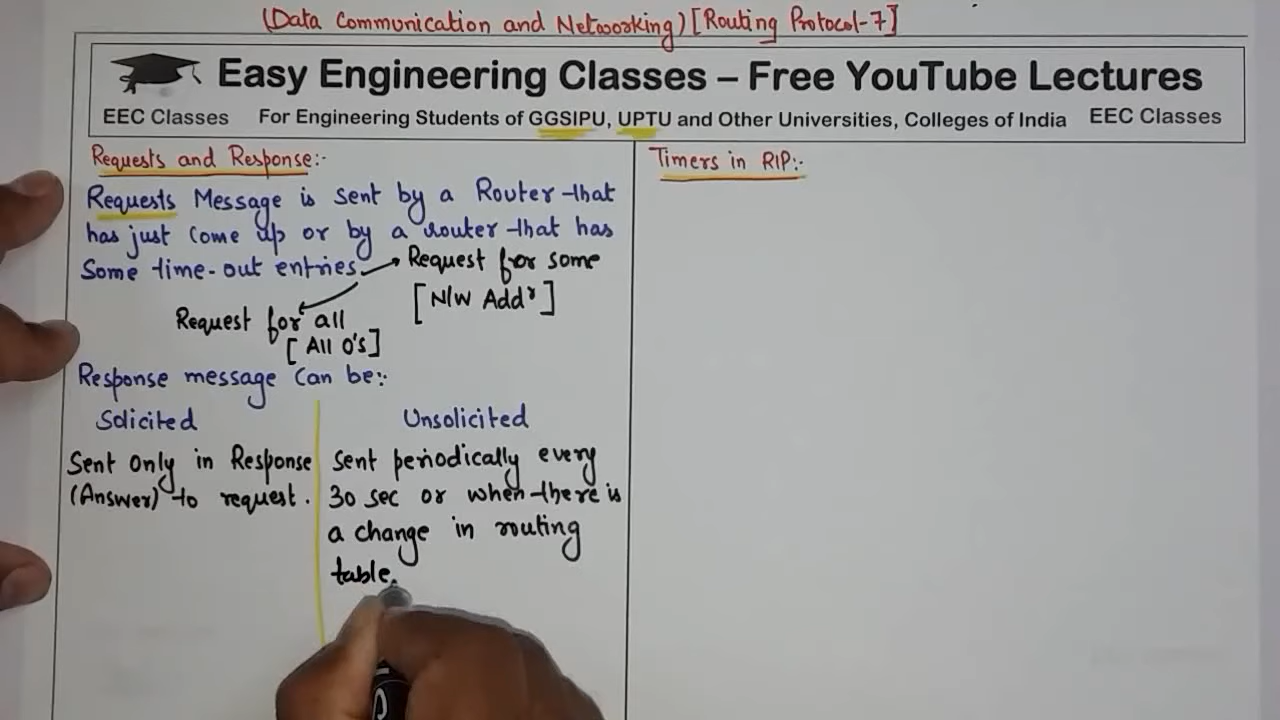 (Data Communication and Networking) [Routing Protocol-7]
Easy Engineering Classes – Free YouTube Lectures
EEC Classes For Engineering Students of GGSIPU, UPTU and Other Universities, Colleges of India EEC Classes
Requests and Response:-
Requests Message is sent by a Router that
has just come up or by a router that has
Some time-out entries
Request for some
[N/W Addr]
Request for all
[All 0's]
Response message Can be:-
Solicited
Sent Only in Response
(Answer) to request.
Unsolicited
Sent periodically every
30 sec or when there is
a change in routing
table.
Timers in RIP:-